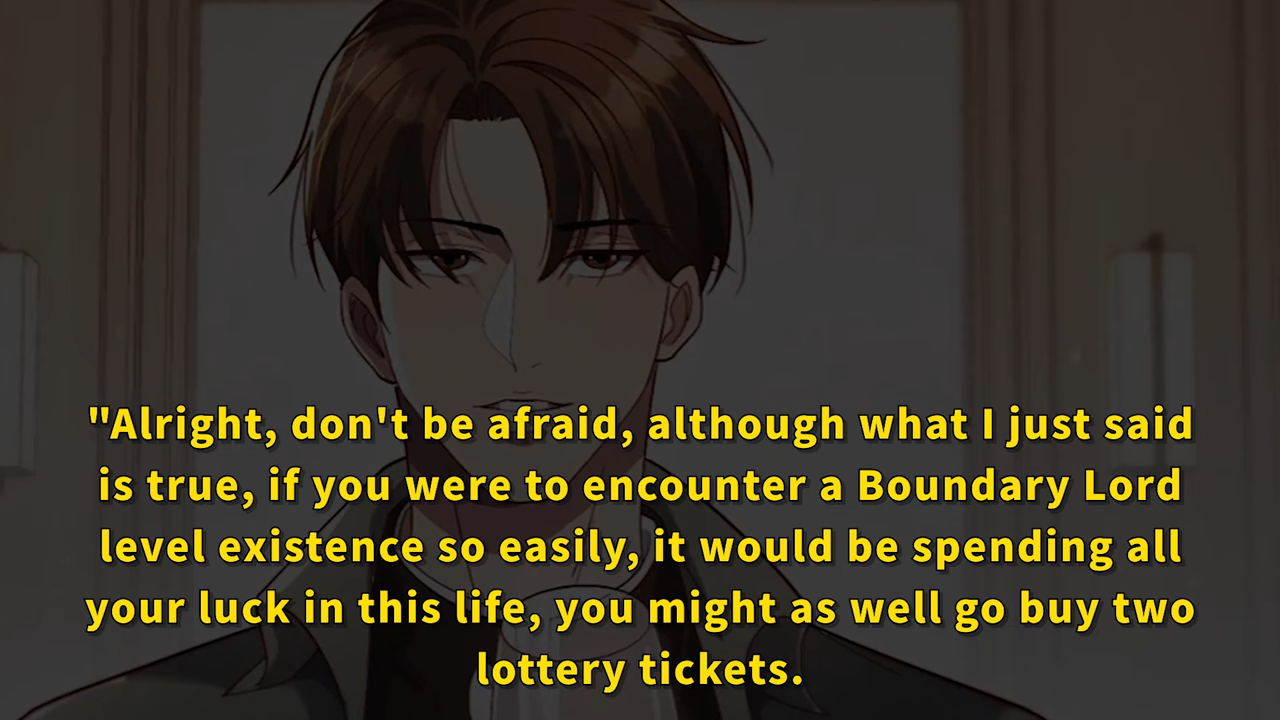 "Alright, don't be afraid, although what I just said
is true, if you were to encounter a Boundary Lord
level existence so easily, it would be spending all
your luck in this life, you might as well go buy two
lottery tickets.